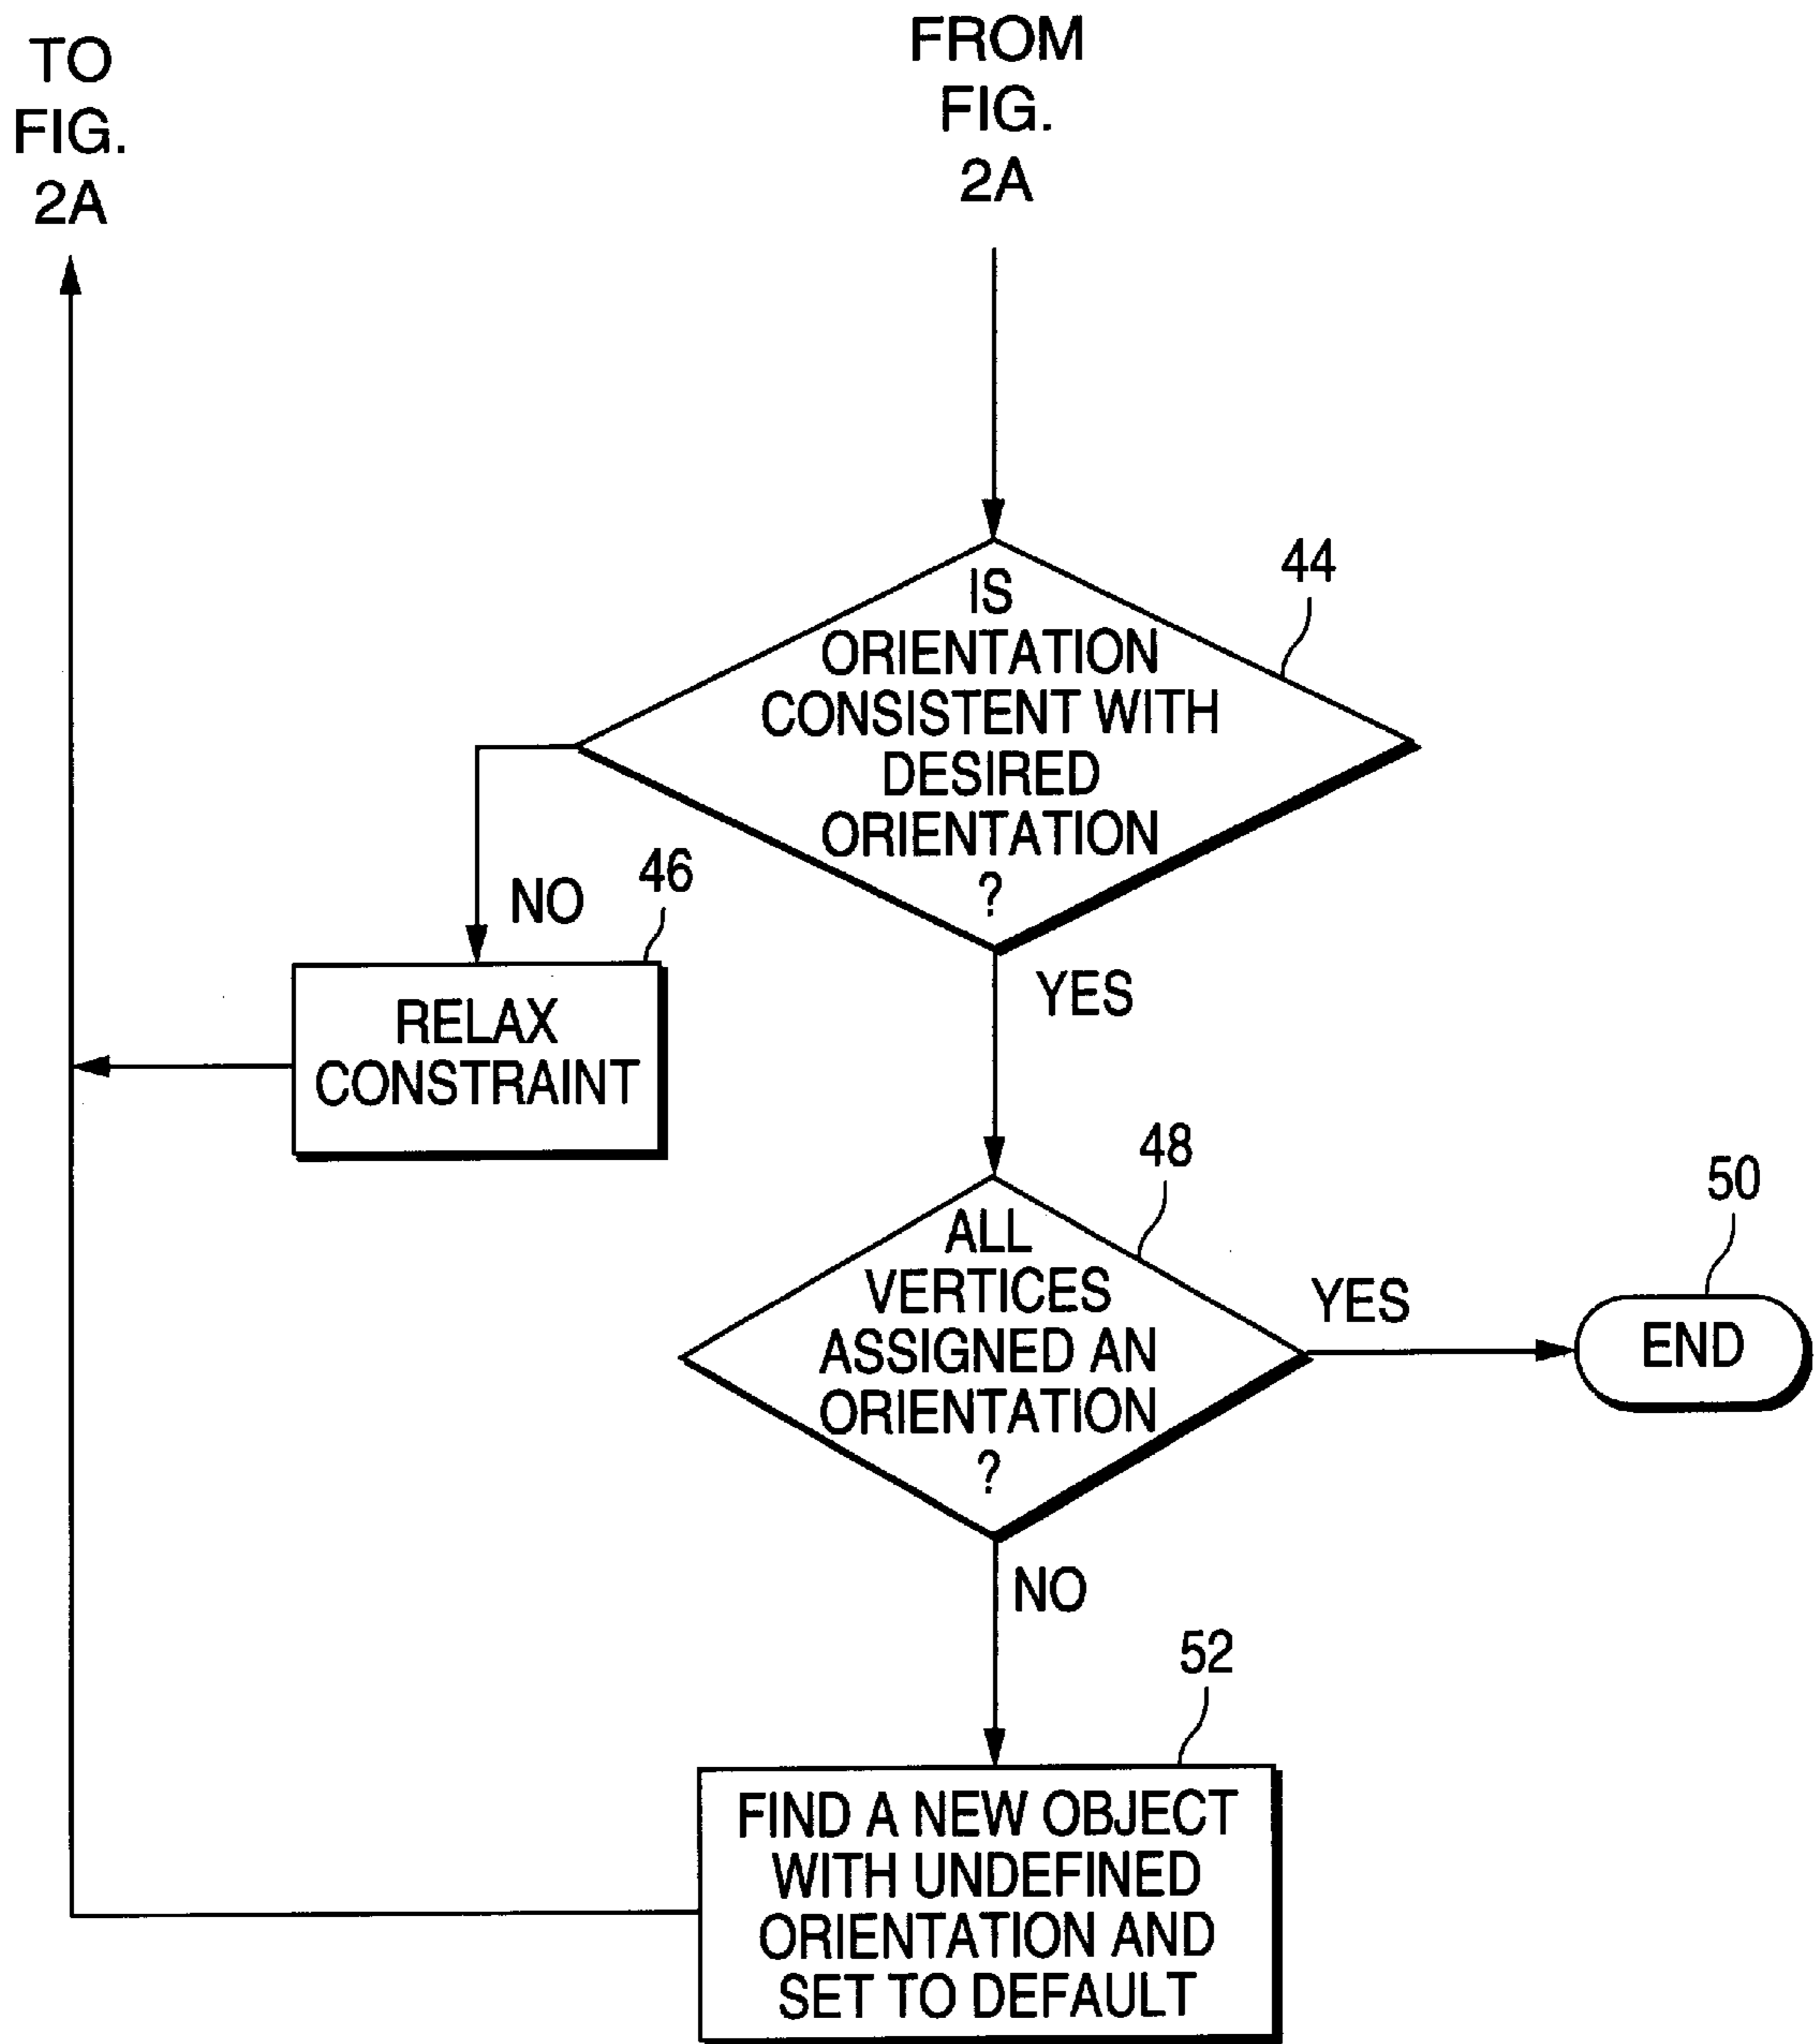 TO
FIG.
2A
FROM
FIG.
2A
44
IS
ORIENTATION
CONSISTENT WITH
DESIRED
ORIENTATION
?
NO
46
RELAX
CONSTRAINT
YES
48
ALL
VERTICES
ASSIGNED AN
ORIENTATION
?
YES
50
END
NO
52
FIND A NEW OBJECT
WITH UNDEFINED
ORIENTATION AND
SET TO DEFAULT